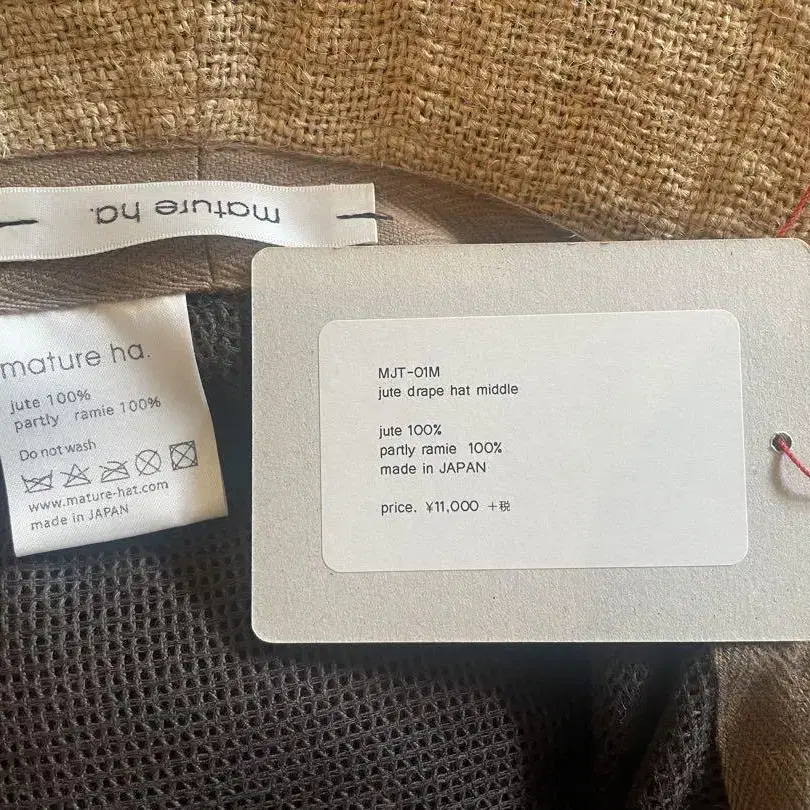 mature ha.
mature ha.
jute 100%
partly ramie 100%
Do not wash
www.mature-hat.com
made in JAPAN
MJT-01M
jute drape hat middle
jute 100%
partly ramie 100%
made in JAPAN
price. ¥11,000 +税